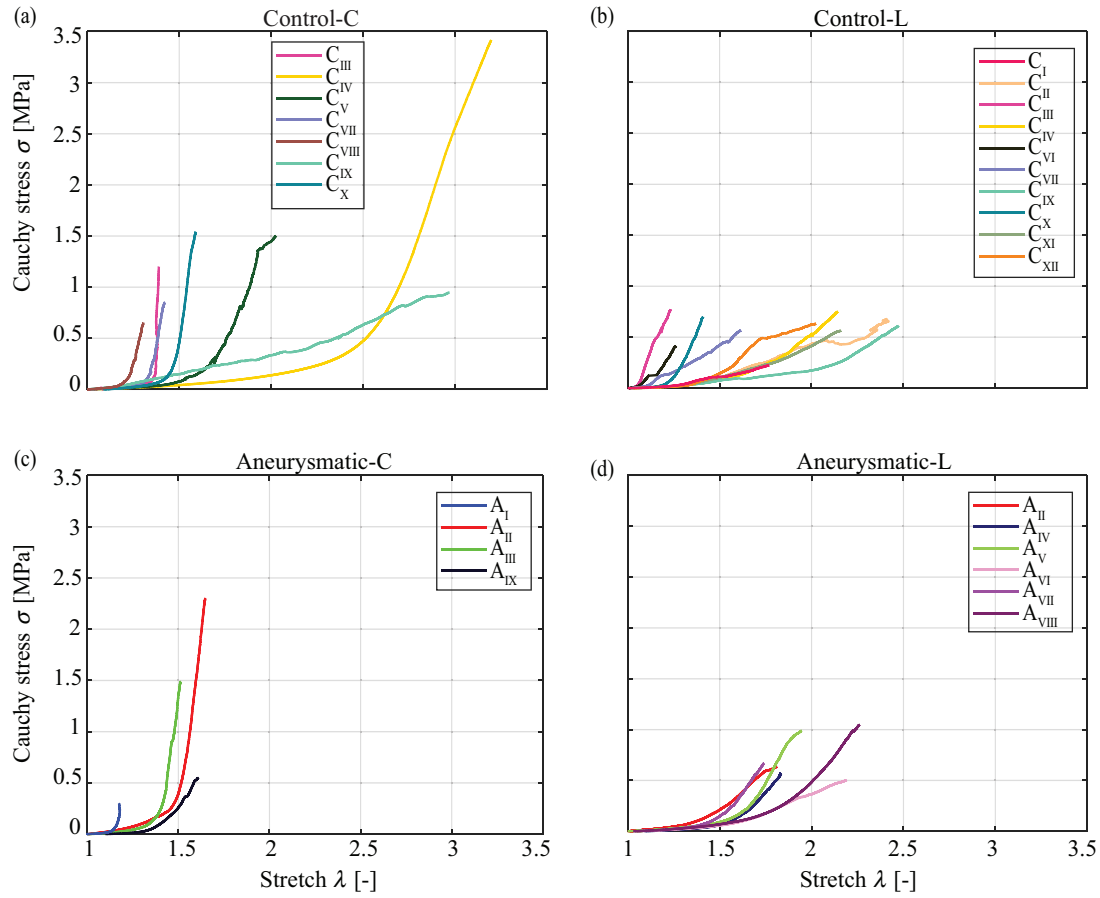 (a)
Control-C
3.5
3
2.5
2
1.5
1
0.5
0
Cauchy stress σ [MPa]
C_III
C_IV
C_V
C_VII
C_VIII
C_IX
C_X
(b)
Control-L
C_I
C_II
C_III
C_IV
C_VI
C_VII
C_IX
C_X
C_XI
C_XII
(c)
Aneurysmatic-C
3.5
3
2.5
2
1.5
1
0.5
0
Cauchy stress σ [MPa]
A_I
A_II
A_III
A_IX
1 1.5 2 2.5 3 3.5
Stretch λ [-]
(d)
Aneurysmatic-L
A_II
A_IV
A_V
A_VI
A_VII
A_VIII
1 1.5 2 2.5 3 3.5
Stretch λ [-]